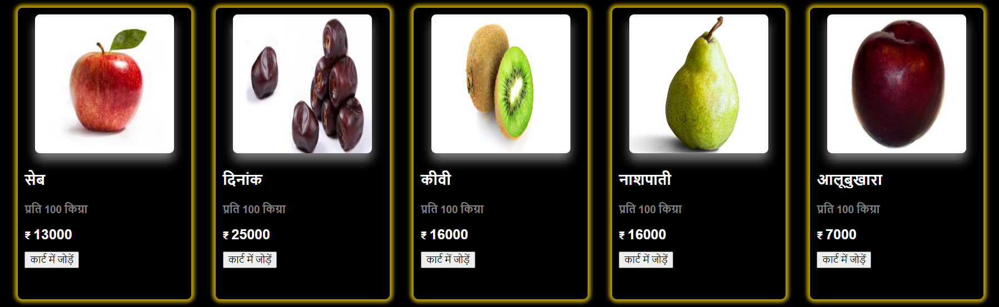 सेब
प्रति 100 किग्रा
₹ 13000
कार्ट में जोड़ें
दिनांक
प्रति 100 किग्रा
₹ 25000
कार्ट में जोड़ें
कीवी
प्रति 100 किग्रा
₹ 16000
कार्ट में जोड़ें
नाशपाती
प्रति 100 किग्रा
₹ 16000
कार्ट में जोड़ें
आलूबुखारा
प्रति 100 किग्रा
₹ 7000
कार्ट में जोड़ें